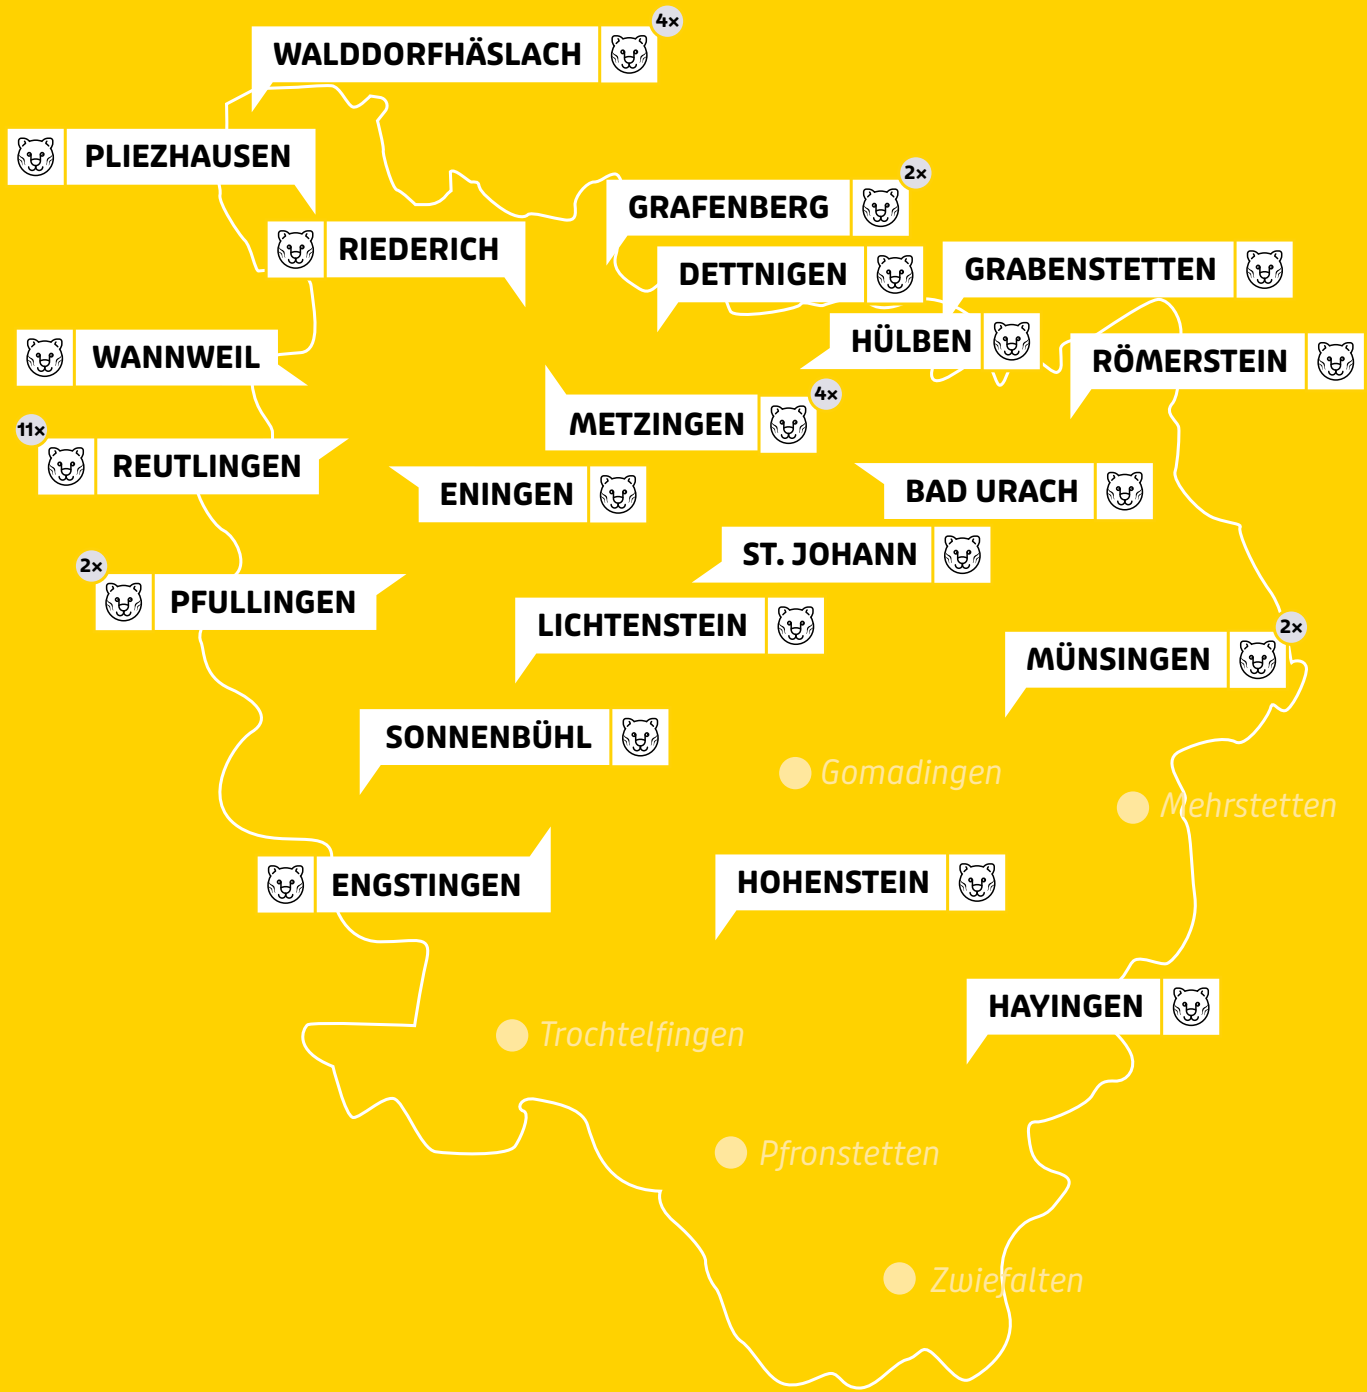 4×
WALDDORFHÄSLACH
PLIEZHAUSEN
2×
GRAFENBERG
RIEDERICH
GRABENSTETTEN
DETTNIGEN
HÜLBEN
WANNWEIL
RÖMERSTEIN
4×
METZINGEN
11×
REUTLINGEN
ENINGEN
BAD URACH
ST. JOHANN
2×
PFULLINGEN
LICHTENSTEIN
2×
MÜNSINGEN
SONNENBÜHL
Gomadingen
Mehrstetten
ENGSTINGEN
HOHENSTEIN
HAYINGEN
Trochtelfingen
Pfronstetten
Zwiefalten